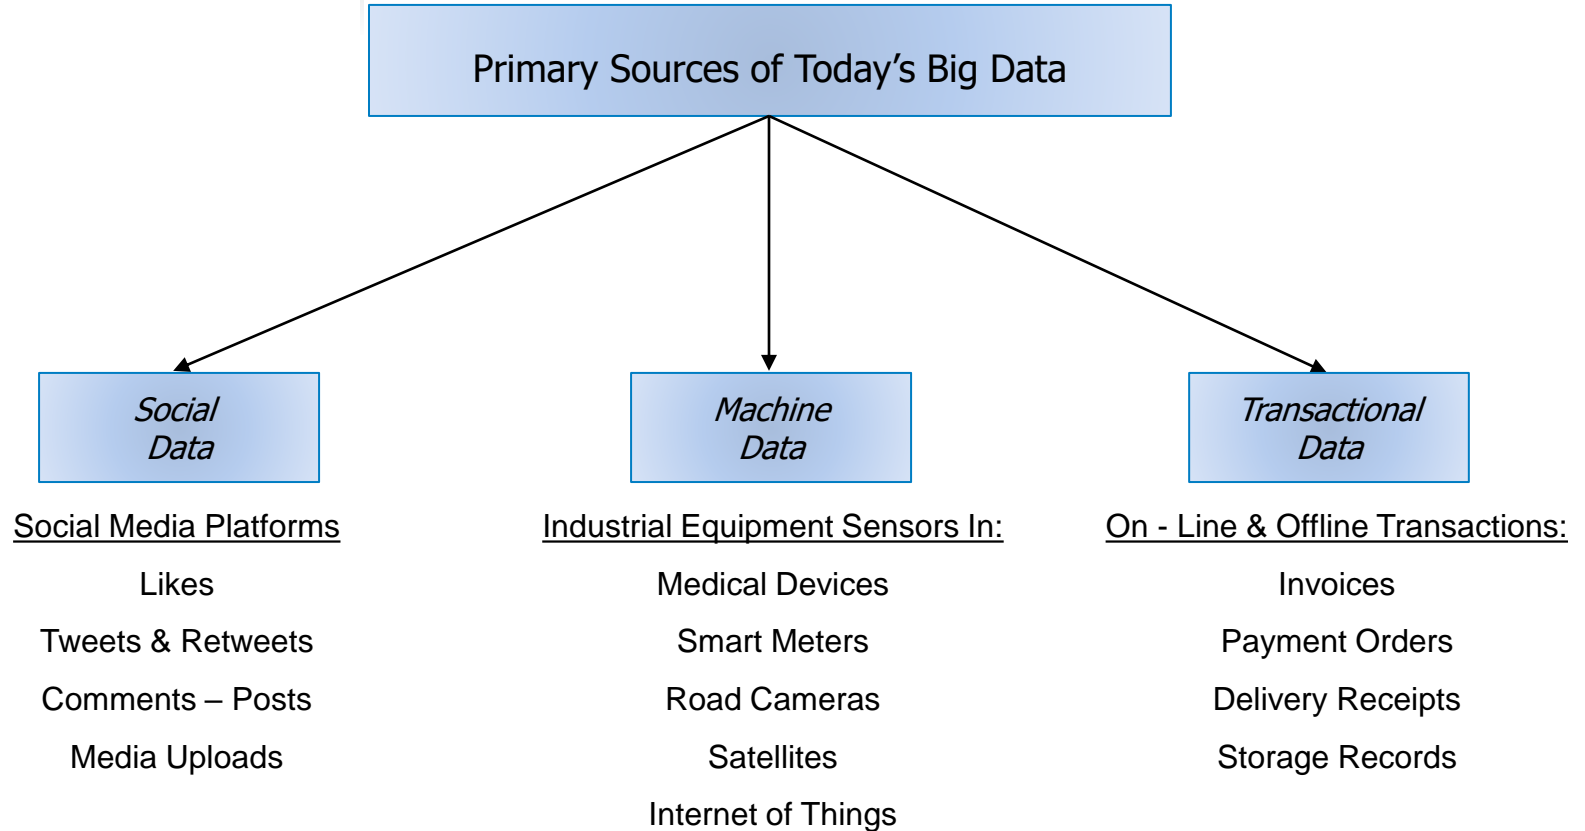 Primary Sources of Today’s Big Data
Social
Data
Social Media Platforms
Likes
Tweets & Retweets
Comments – Posts
Media Uploads
Machine
Data
Industrial Equipment Sensors In:
Medical Devices
Smart Meters
Road Cameras
Satellites
Internet of Things
Transactional
Data
On - Line & Offline Transactions:
Invoices
Payment Orders
Delivery Receipts
Storage Records